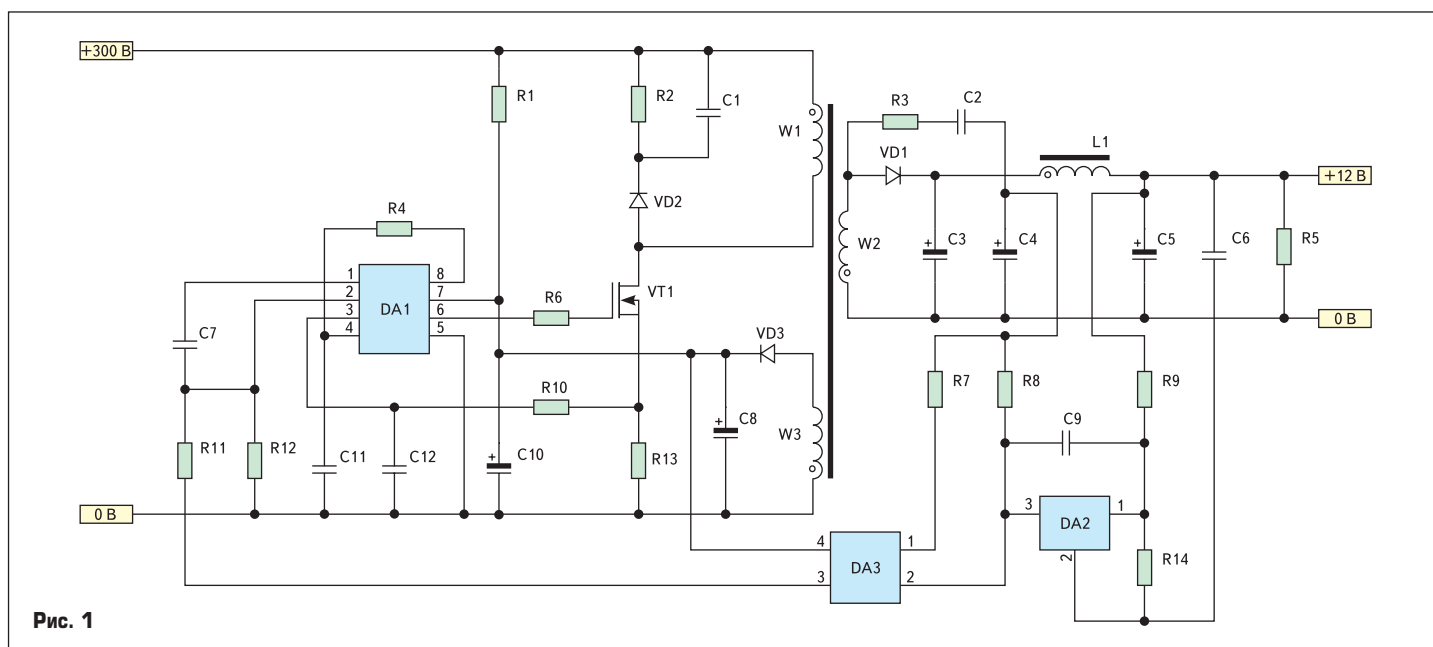 +300 В
R1
R2
C1
W1
R3
C2
L1
VD1
+12 В
VD2
R4
W2
C3
C4
C5
C6
R5
1
2
3
4
DA1
8
7
6
5
R6
VT1
0 В
C7
VD3
R7
R8
R9
R10
C8
W3
C9
R11
R12
C11
C12
C10
R13
0 В
4
3
DA3
1
2
3
DA2
1
2
R14
Рис. 1